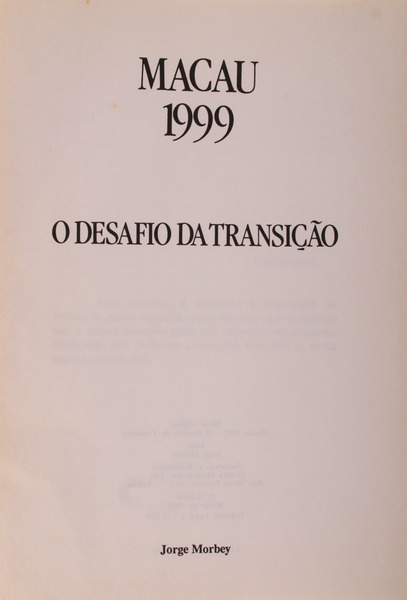 MACAU
1999
O DESAFIO DA TRANSIÇÃO
Jorge Morbey